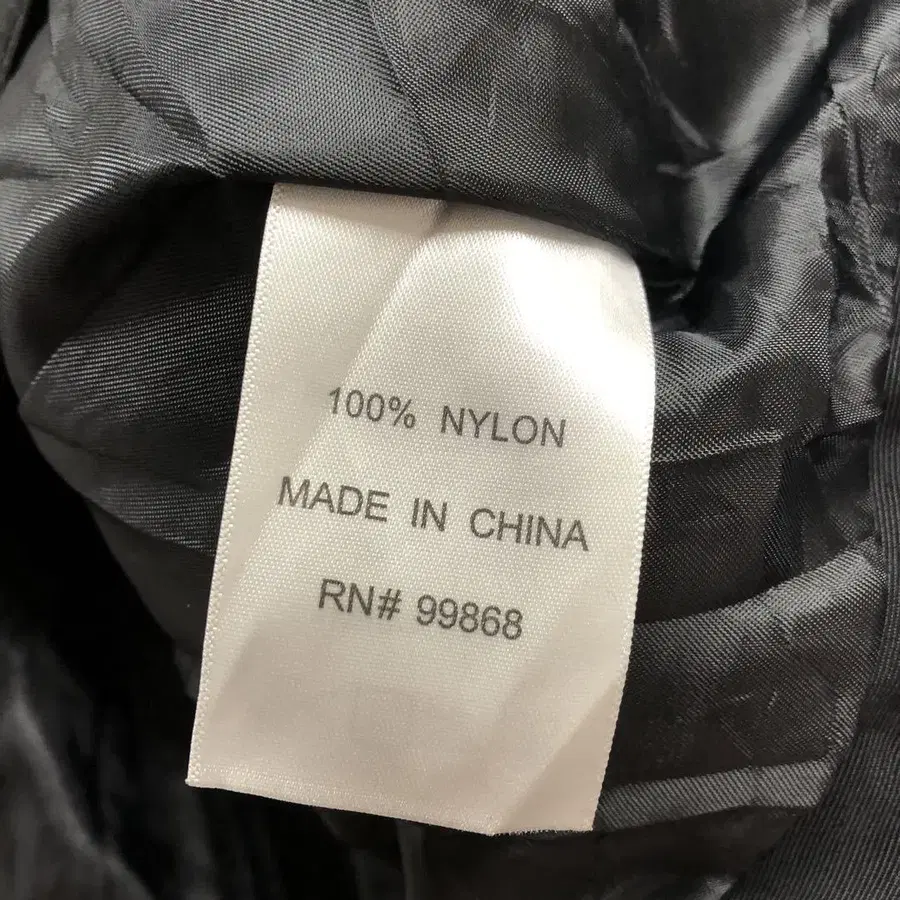 100% NYLON
MADE IN CHINA
RN# 99868